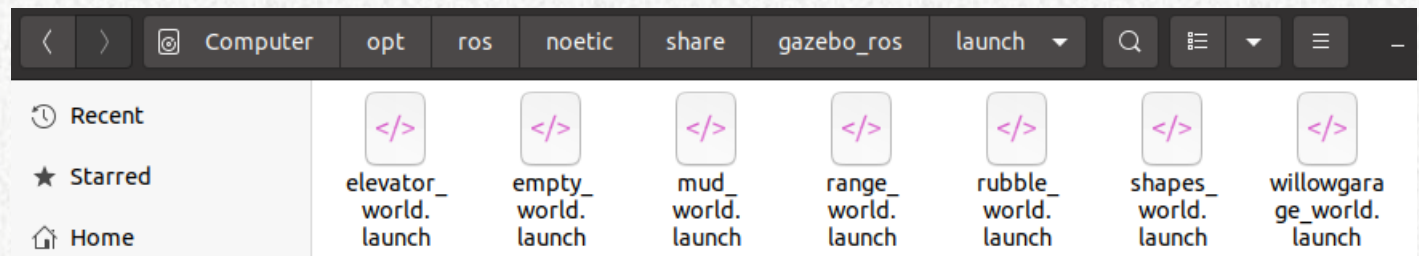 Computer opt ros noetic share gazebo_ros launch
Recent
Starred
Home
elevator_
world.
launch
empty_
world.
launch
mud_
world.
launch
range_
world.
launch
rubble_
world.
launch
shapes_
world.
launch
willowgara
ge_world.
launch